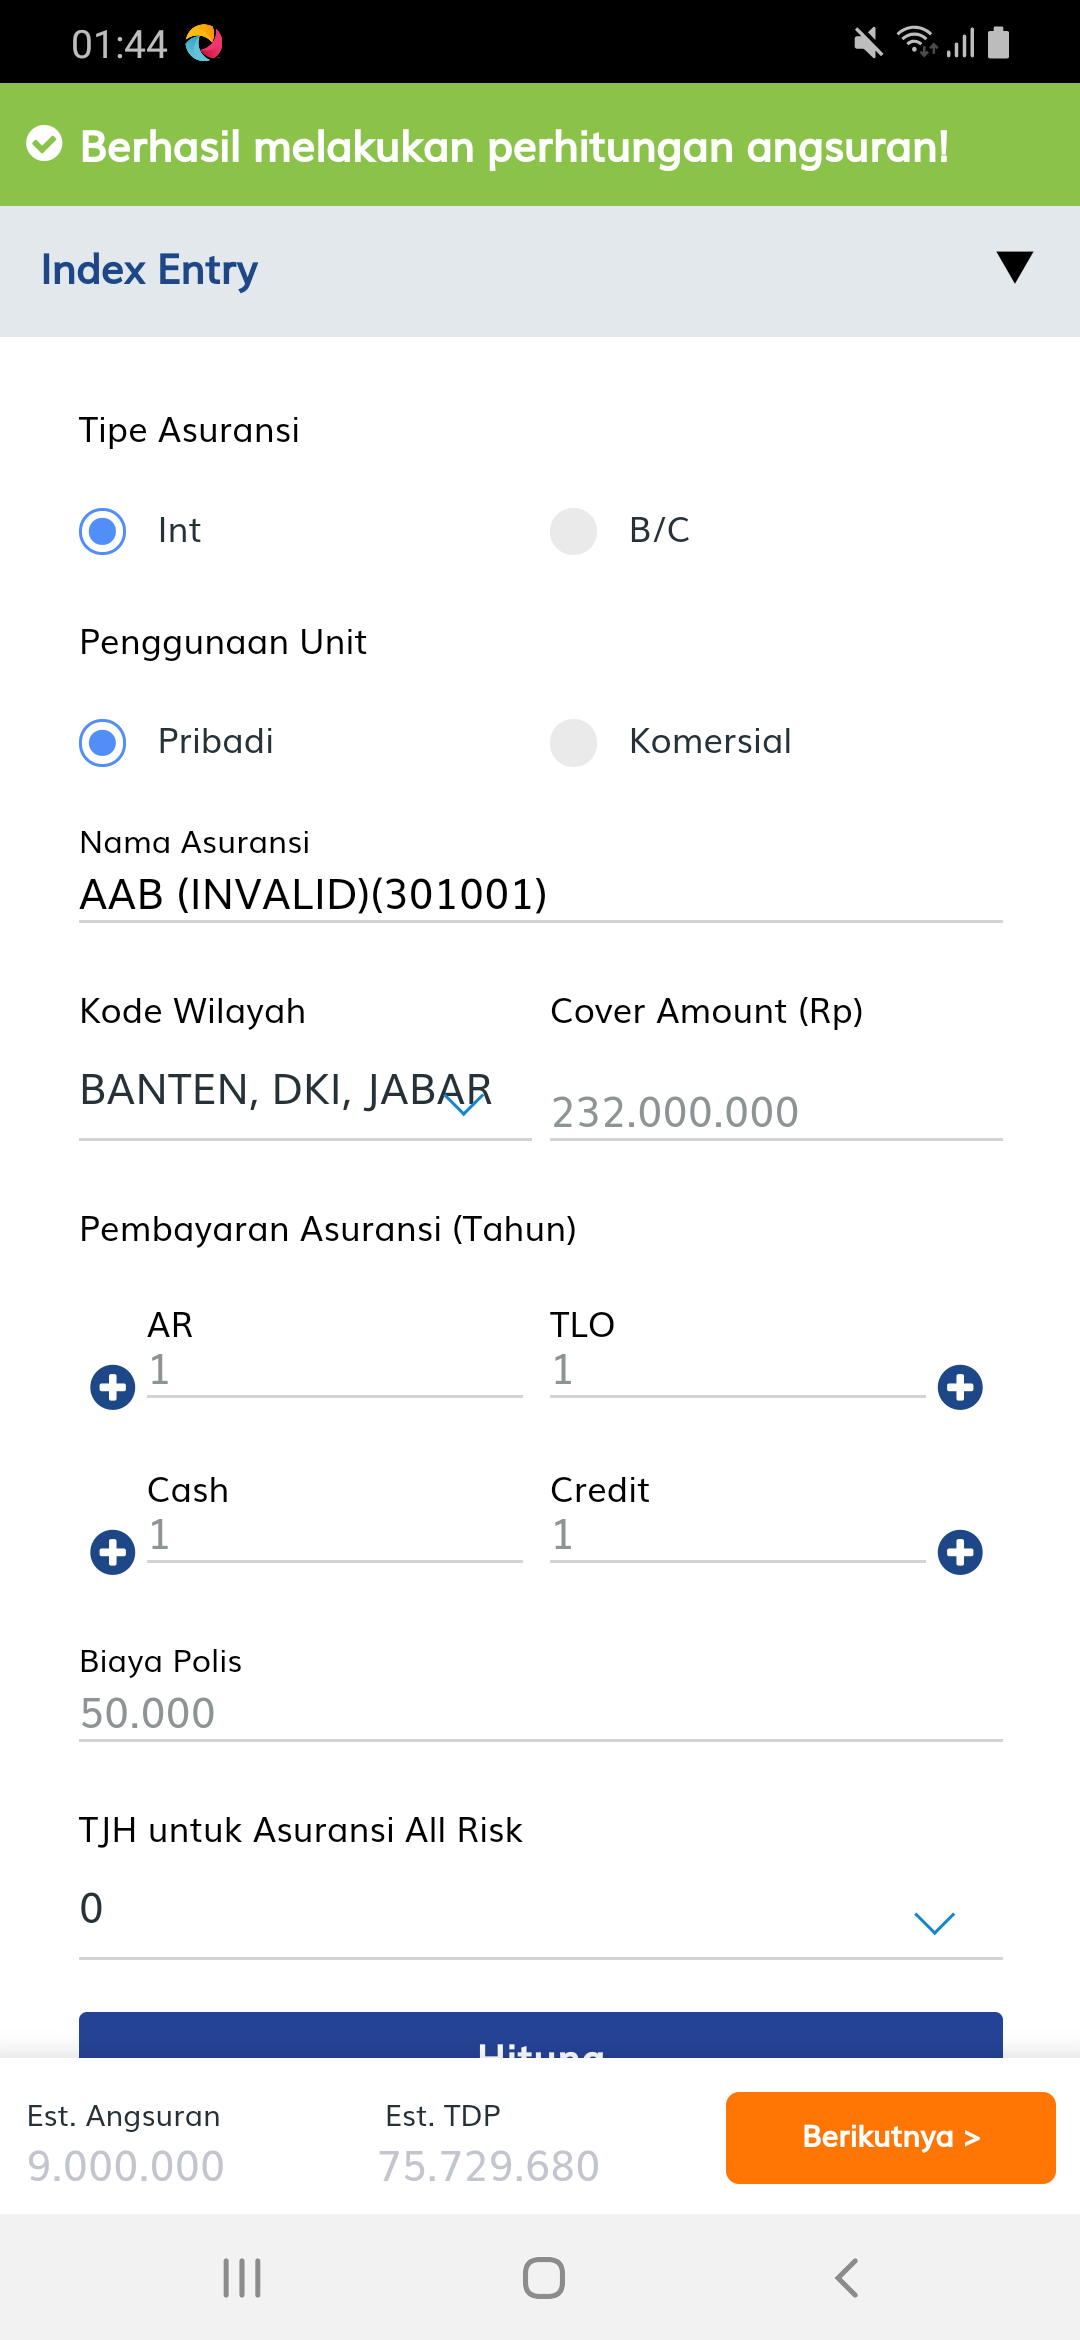 01:44
Berhasil melakukan perhitungan angsuran!
Index Entry
Tipe Asuransi
Int
B/C
Penggunaan Unit
Pribadi
Komersial
Nama Asuransi
AAB (INVALID)(301001)
Kode Wilayah
Cover Amount (Rp)
BANTEN, DKI, JABAR
232.000.000
Pembayaran Asuransi (Tahun)
AR
TLO
1
1
Cash
Credit
1
1
Biaya Polis
50.000
TJH untuk Asuransi All Risk
0
Hitung
Est. Angsuran
Est. TDP
9.000.000
75.729.680
Berikutnya >